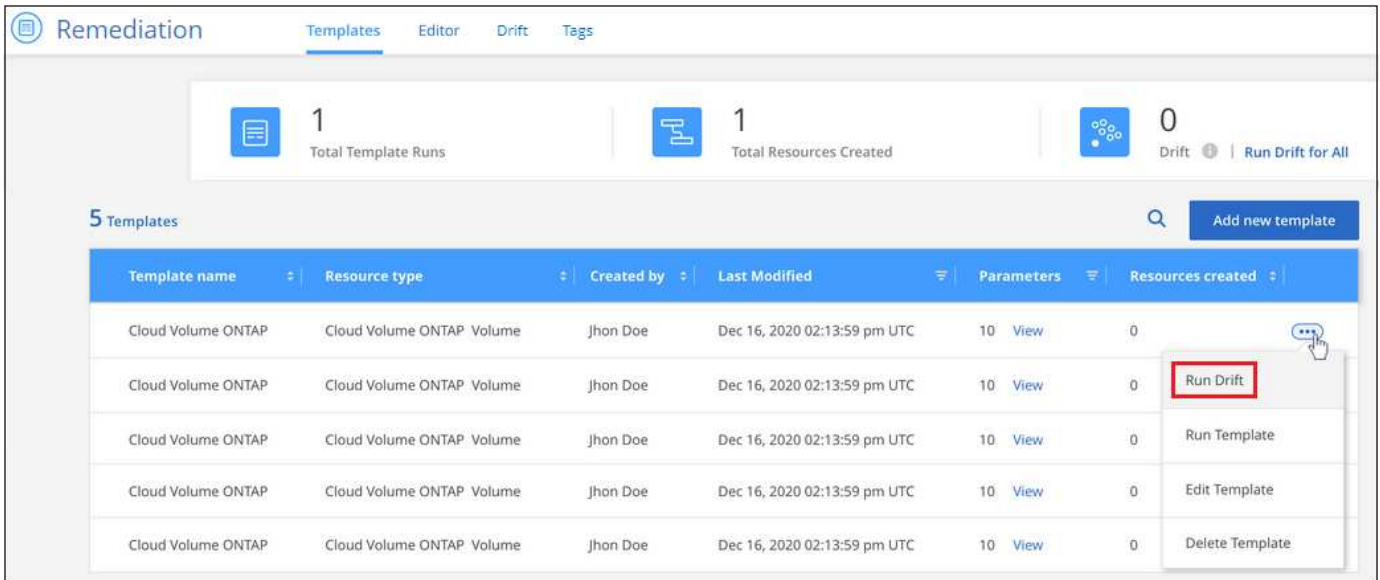 Remediation Templates Editor Drift Tags
1 1 0
Total Template Runs Total Resources Created Drift | Run Drift for All
5 Templates Add new template
Template name Resource type Created by Last Modified Parameters Resources created
Cloud Volume ONTAP Cloud Volume ONTAP Volume Jhon Doe Dec 16, 2020 02:13:59 pm UTC 10 View 0
Run Drift
Cloud Volume ONTAP Cloud Volume ONTAP Volume Jhon Doe Dec 16, 2020 02:13:59 pm UTC 10 View 0
Run Template
Cloud Volume ONTAP Cloud Volume ONTAP Volume Jhon Doe Dec 16, 2020 02:13:59 pm UTC 10 View 0
Edit Template
Cloud Volume ONTAP Cloud Volume ONTAP Volume Jhon Doe Dec 16, 2020 02:13:59 pm UTC 10 View 0
Delete Template
Cloud Volume ONTAP Cloud Volume ONTAP Volume Jhon Doe Dec 16, 2020 02:13:59 pm UTC 10 View 0